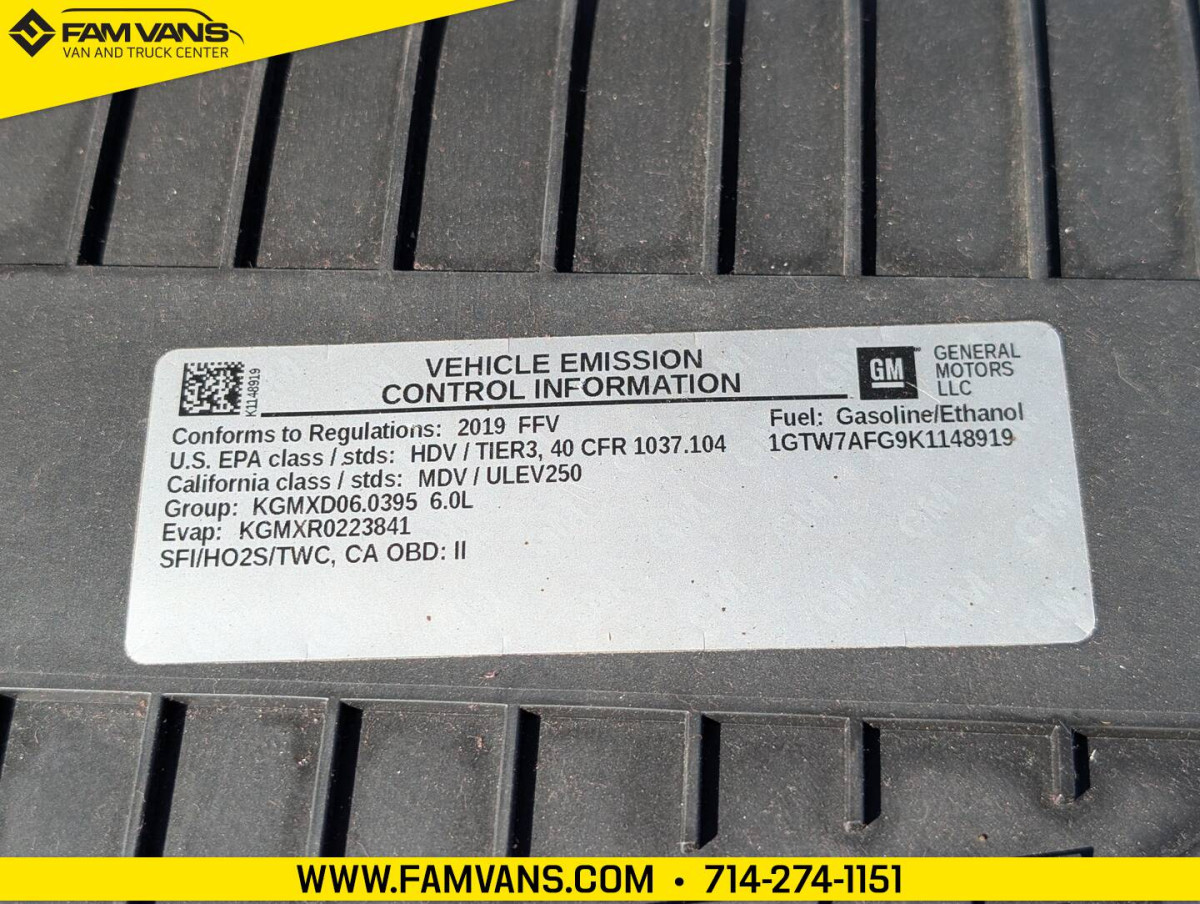 FAM VANS
VAN AND TRUCK CENTER
K1148919
VEHICLE EMISSION
CONTROL INFORMATION
GM
GENERAL
MOTORS
LLC
Conforms to Regulations: 2019 FFV
Fuel: Gasoline/Ethanol
U.S. EPA class / stds: HDV / TIER3, 40 CFR 1037.104
1GTW7AFG9K1148919
California class / stds: MDV / ULEV250
Group: KGMXD06.0395 6.0L
Evap: KGMXR0223841
SFI/HO2S/TWC, CA OBD: II
WWW.FAMVANS.COM • 714-274-1151